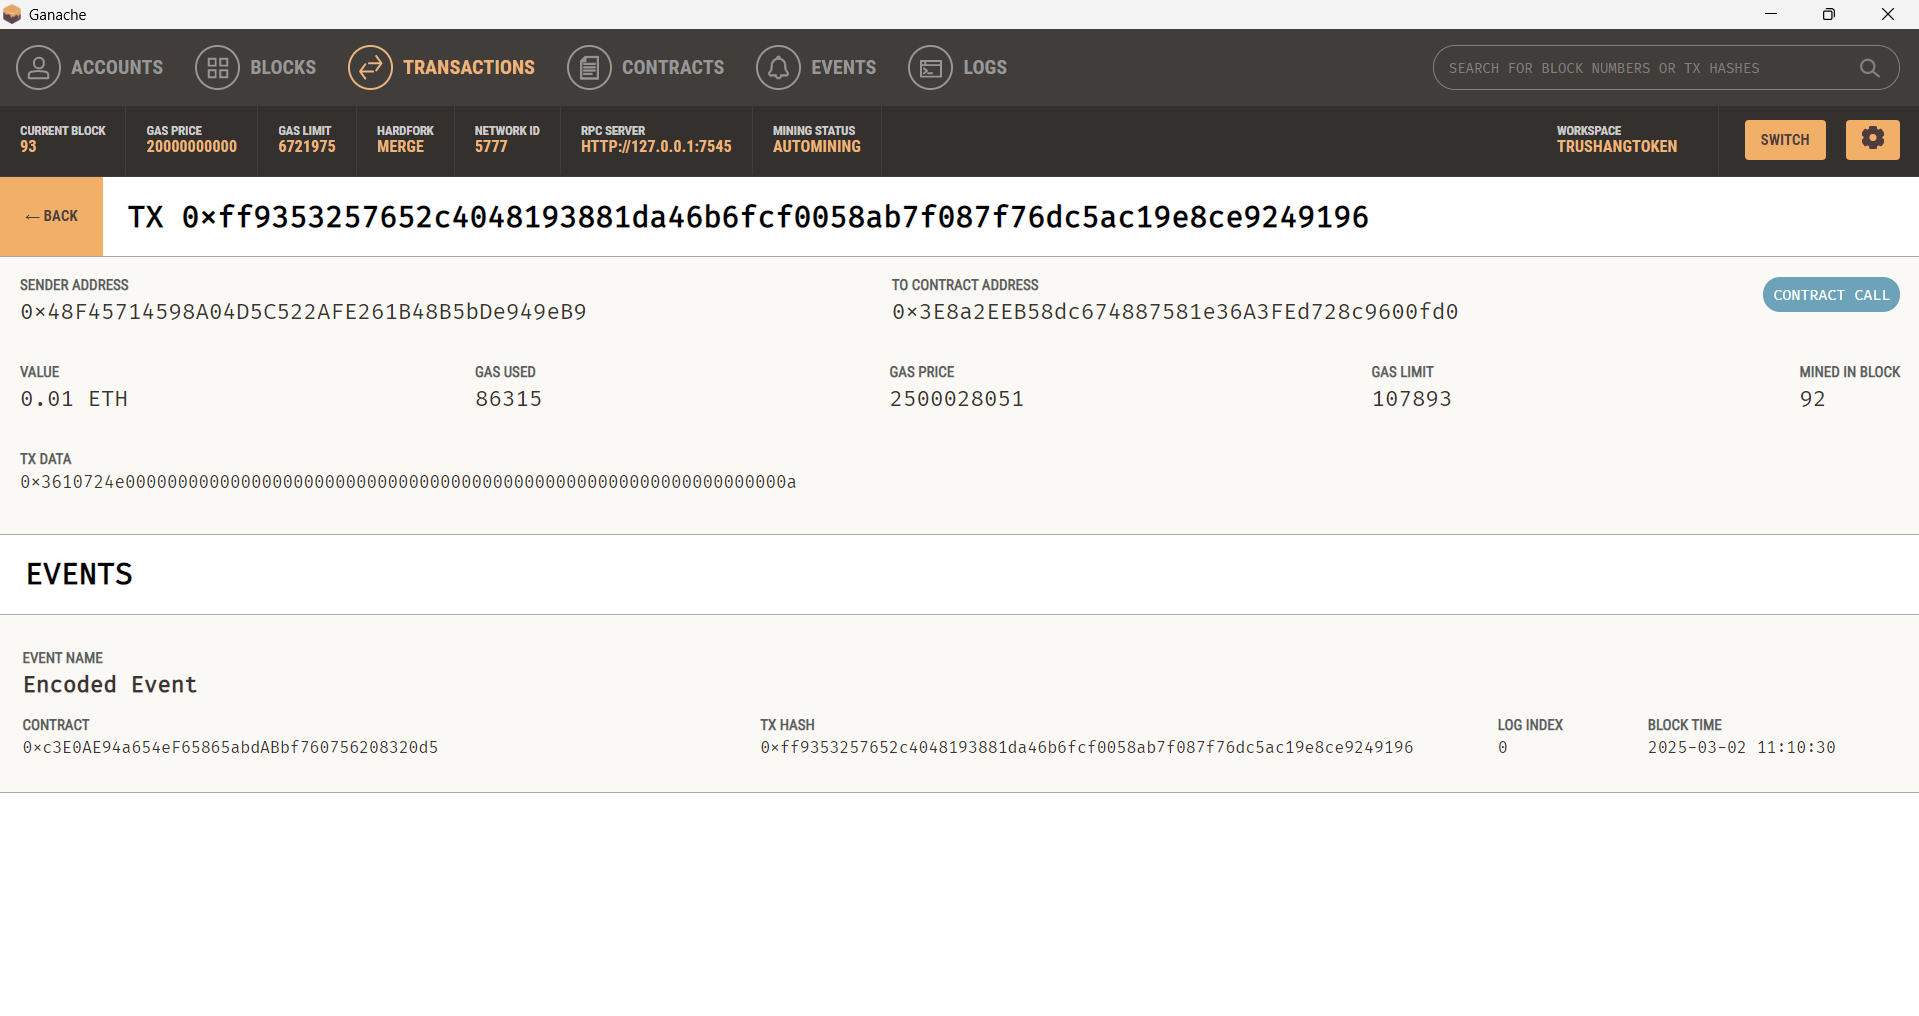 Ganache
ACCOUNTS BLOCKS TRANSACTIONS CONTRACTS EVENTS LOGS SEARCH FOR BLOCK NUMBERS OR TX HASHES
CURRENT BLOCK GAS PRICE GAS LIMIT HARDFORK NETWORK ID RPC SERVER MINING STATUS WORKSPACE
93 20000000000 6721975 MERGE 5777 HTTP://127.0.0.1:7545 AUTOMINING TRUSHANGTOKEN SWITCH
← BACK TX 0×ff9353257652c4048193881da46b6fcf0058ab7f087f76dc5ac19e8ce9249196
SENDER ADDRESS TO CONTRACT ADDRESS
0×48F45714598A04D5C522AFE261B48B5bDe949eB9 0×3E8a2EEB58dc674887581e36A3FEd728c9600fd0 CONTRACT CALL
VALUE GAS USED GAS PRICE GAS LIMIT MINED IN BLOCK
0.01 ETH 86315 2500028051 107893 92
TX DATA
0×3610724e000000000000000000000000000000000000000000000000000000000000000a
EVENTS
EVENT NAME
Encoded Event
CONTRACT TX HASH LOG INDEX BLOCK TIME
0×c3E0AE94a654eF65865abdABbf760756208320d5 0×ff9353257652c4048193881da46b6fcf0058ab7f087f76dc5ac19e8ce9249196 0 2025-03-02 11:10:30